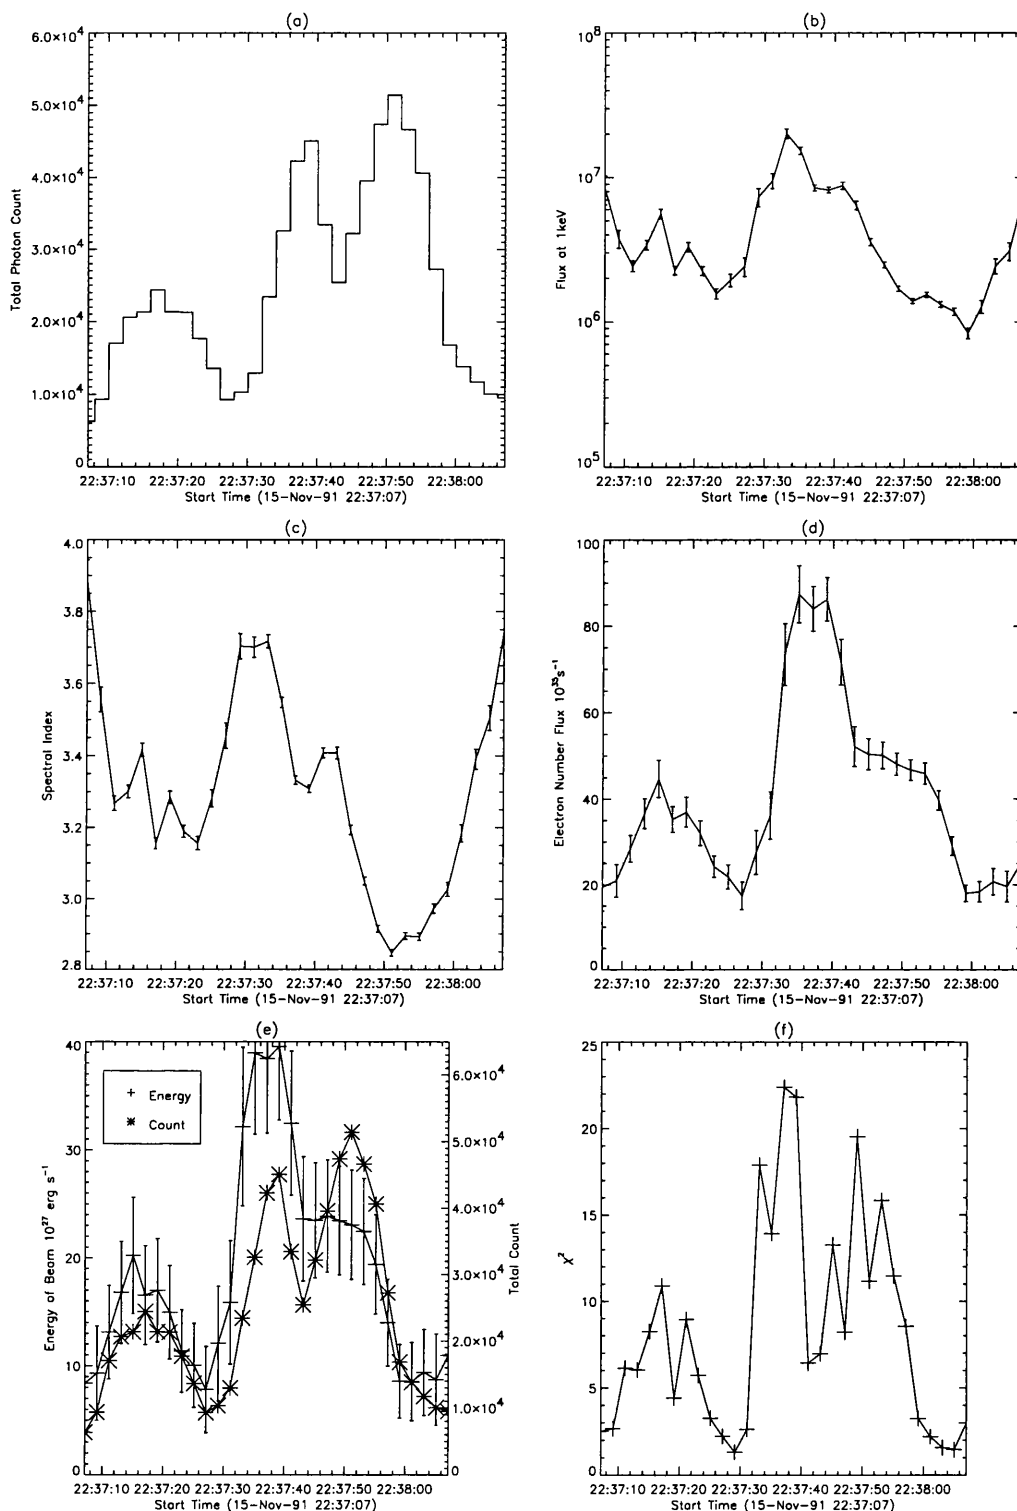 (a)
6.0×10⁴
5.0×10⁴
4.0×10⁴
3.0×10⁴
2.0×10⁴
1.0×10⁴
0
Total Photon Count
22:37:10 22:37:20 22:37:30 22:37:40 22:37:50 22:38:00
Start Time (15-Nov-91 22:37:07)
(b)
10⁸
10⁷
10⁶
10⁵
Flux at 1keV
22:37:10 22:37:20 22:37:30 22:37:40 22:37:50 22:38:00
Start Time (15-Nov-91 22:37:07)
(c)
4.0
3.8
3.6
3.4
3.2
3.0
2.8
Spectral Index
22:37:10 22:37:20 22:37:30 22:37:40 22:37:50 22:38:00
Start Time (15-Nov-91 22:37:07)
(d)
100
80
60
40
20
0
Electron Number Flux 10³⁵s⁻¹
22:37:10 22:37:20 22:37:30 22:37:40 22:37:50 22:38:00
Start Time (15-Nov-91 22:37:07)
(e)
40
30
20
10
0
Energy of Beam 10²⁷ erg s⁻¹
+ Energy
* Count
6.0×10⁴
5.0×10⁴
4.0×10⁴
3.0×10⁴
2.0×10⁴
1.0×10⁴
0
Total Count
22:37:10 22:37:20 22:37:30 22:37:40 22:37:50 22:38:00
Start Time (15-Nov-91 22:37:07)
(f)
25
20
15
10
5
0
χ²
22:37:10 22:37:20 22:37:30 22:37:40 22:37:50 22:38:00
Start Time (15-Nov-91 22:37:07)